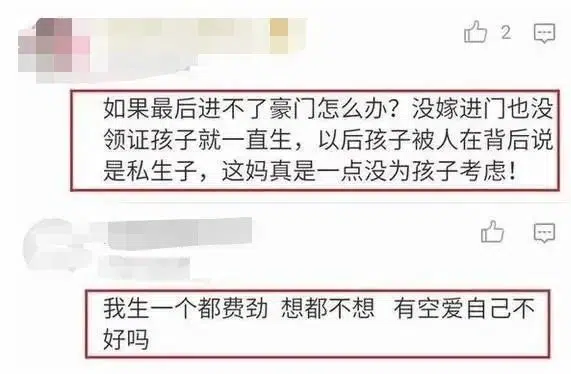 2
如果最后进不了豪门怎么办？没嫁进门也没
领证孩子就一直生，以后孩子被人在背后说
是私生子，这妈真是一点没为孩子考虑！
我生一个都费劲 想都不想 有空爱自己不
好吗